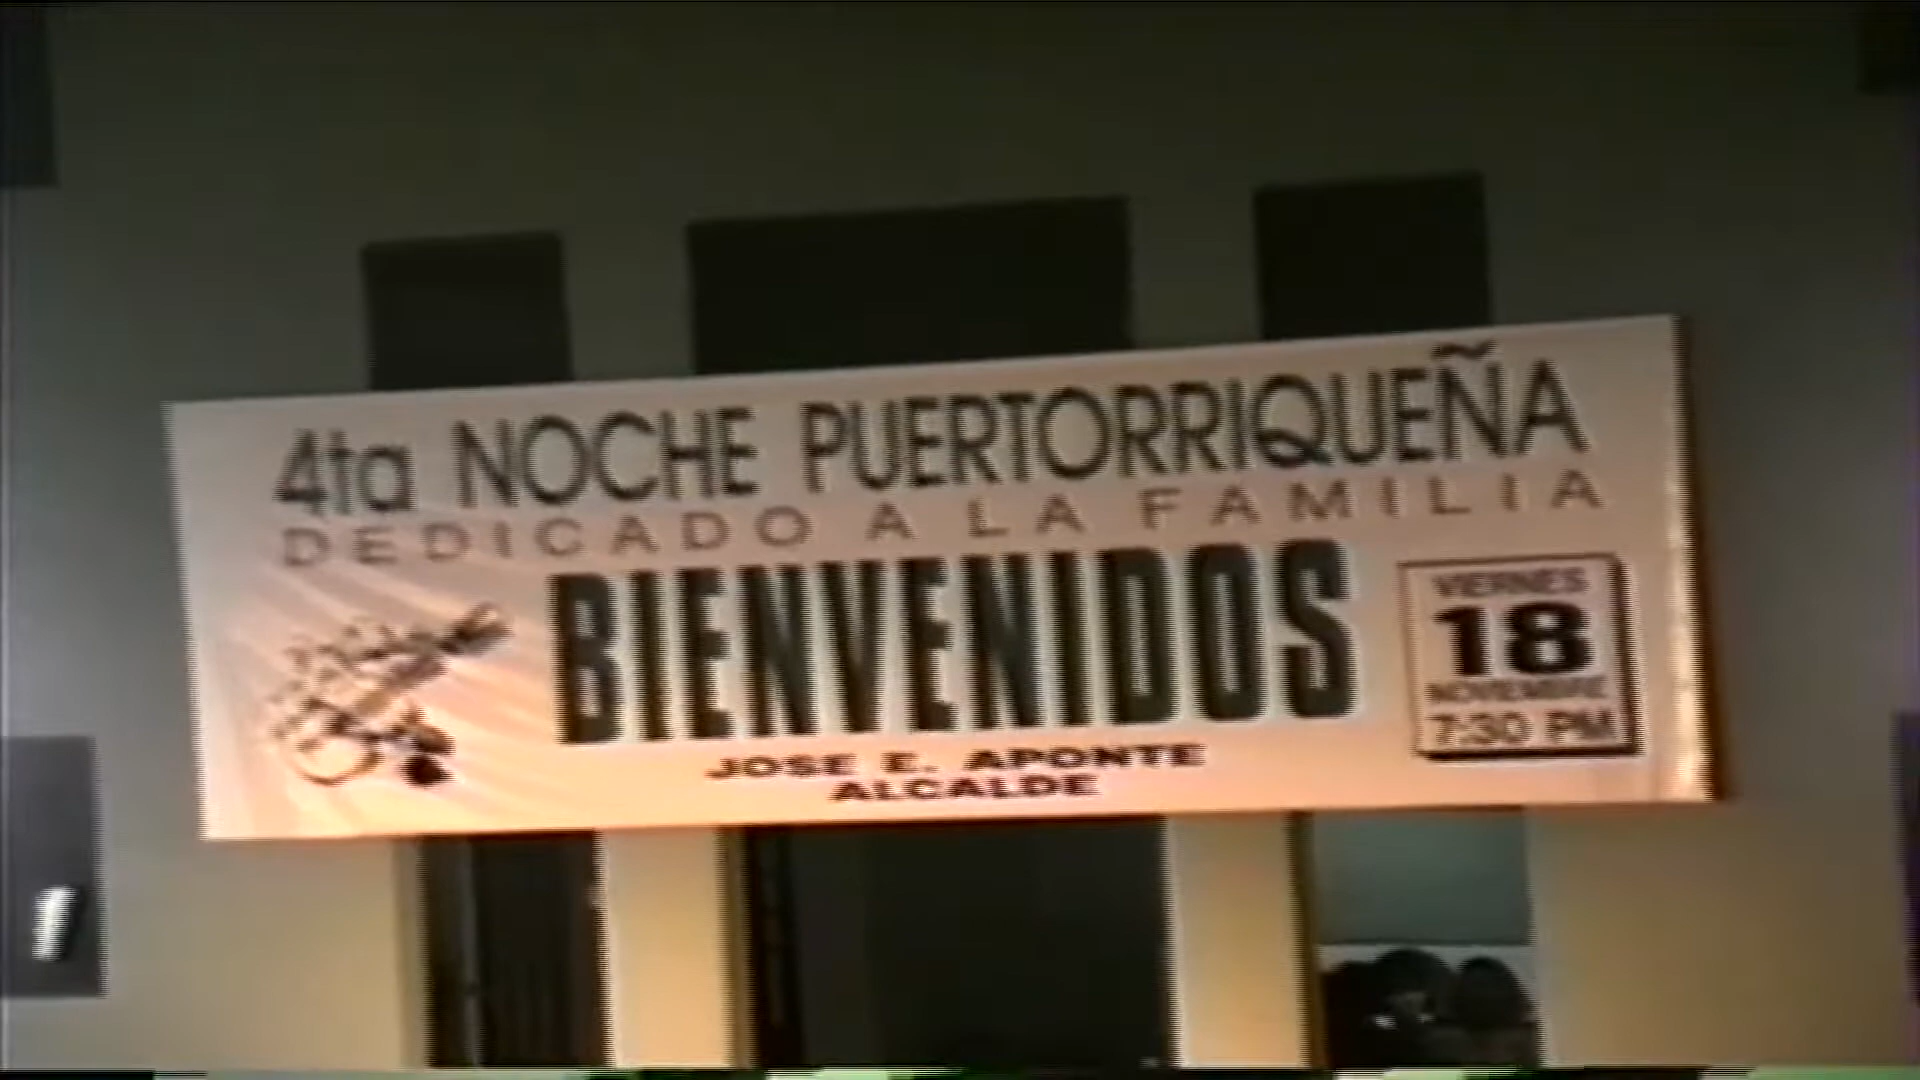 4ta NOCHE PUERTORRIQUEÑA
DEDICADO A LA FAMILIA
BIENVENIDOS
VIERNES
18
NOVIEMBRE
7:30 PM
JOSE E. APONTE
ALCALDE